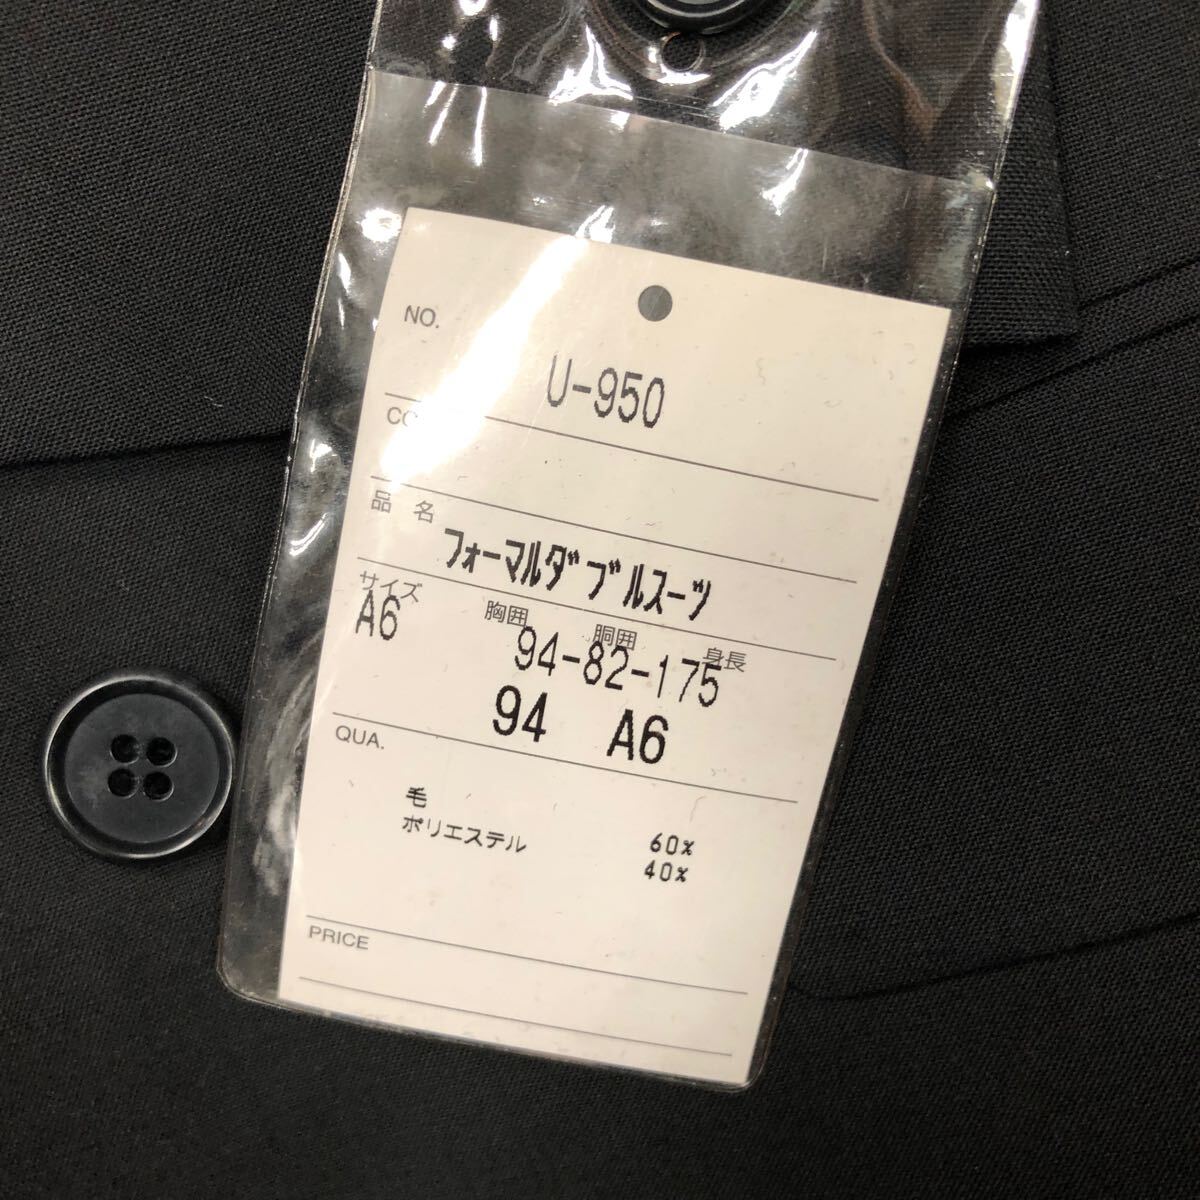 NO.
U-950
品 名
フォーマルダブルスーツ
サイズ 胸囲 胴囲 身長
A6 94-82-175
94 A6
QUA.
毛 60%
ポリエステル 40%
PRICE